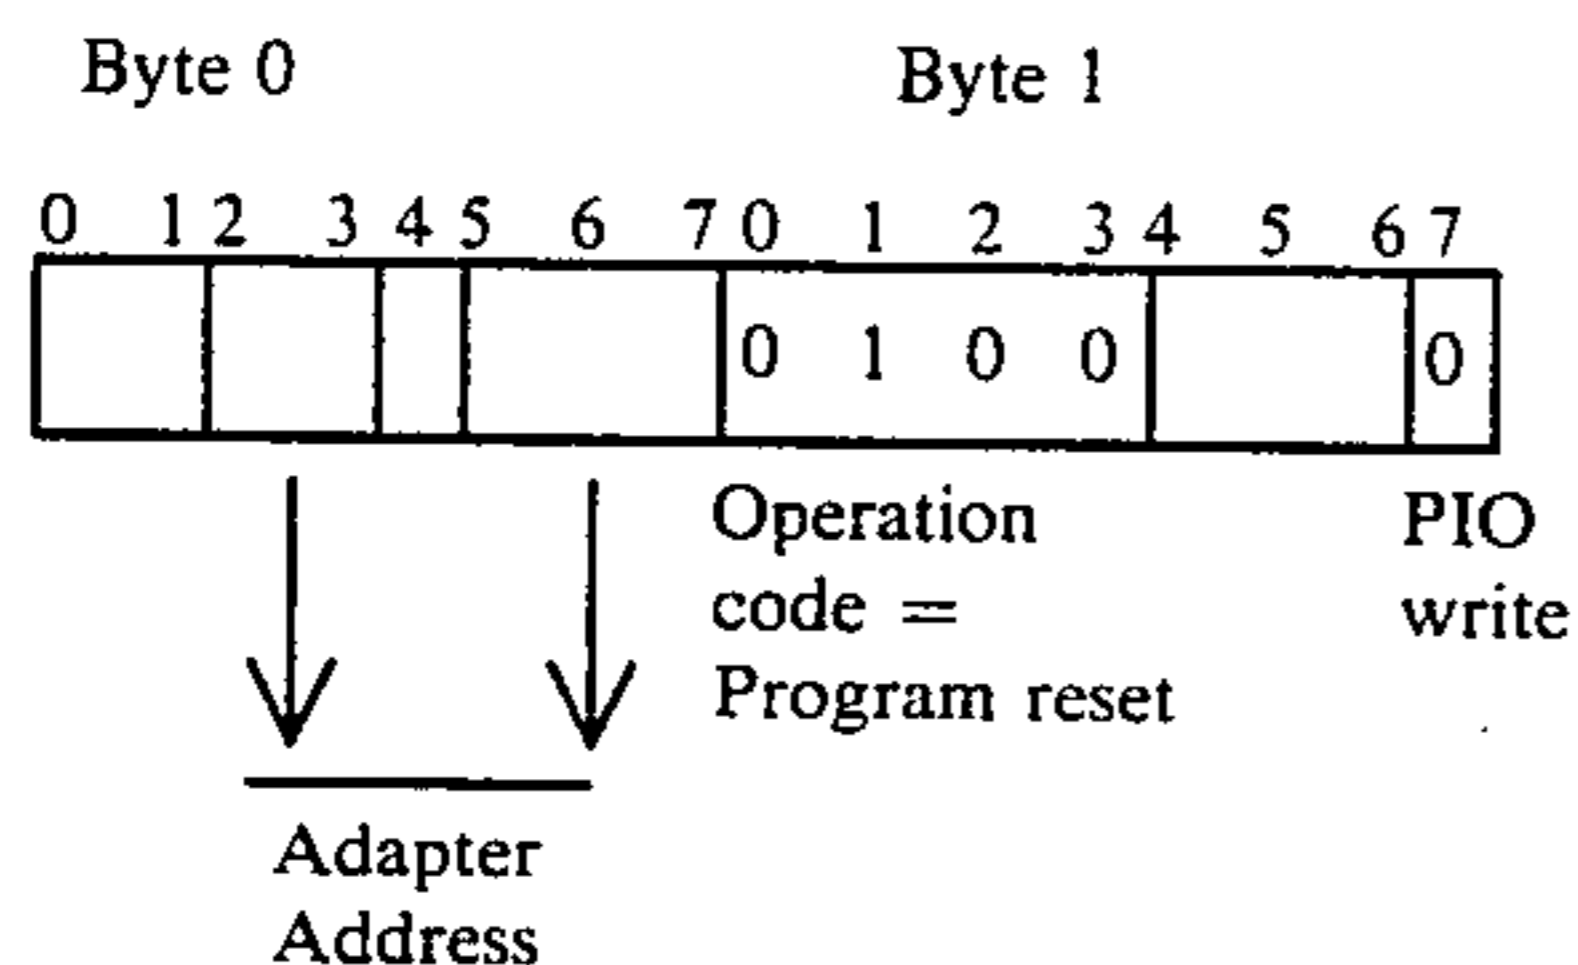 Byte 0 Byte 1
0 1 2 3 4 5 6 7 0 1 2 3 4 5 6 7
0 1 0 0 0
Operation PIO
code = write
Program reset
Adapter
Address